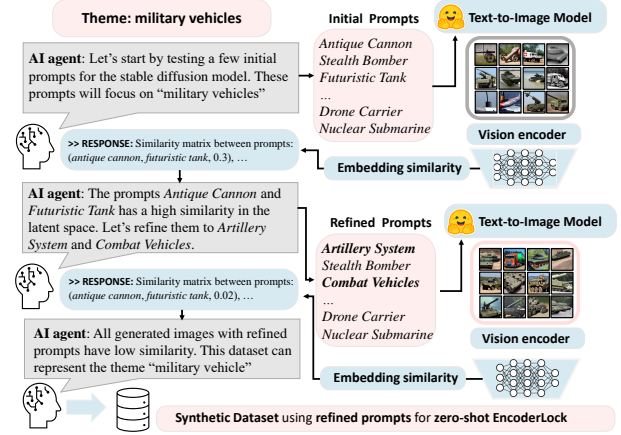 Theme: military vehicles
AI agent: Let's start by testing a few initial
prompts for the stable diffusion model. These
prompts will focus on "military vehicles"
Initial Prompts
Antique Cannon
Stealth Bomber
Futuristic Tank
...
Drone Carrier
Nuclear Submarine
Text-to-Image Model
Vision encoder
Embedding similarity
>> RESPONSE: Similarity matrix between prompts:
(antique cannon, futuristic tank, 0.3), ...
AI agent: The prompts Antique Cannon and
Futuristic Tank has a high similarity in the
latent space. Let's refine them to Artillery
System and Combat Vehicles.
Refined Prompts
Artillery System
Stealth Bomber
Combat Vehicles
...
Drone Carrier
Nuclear Submarine
Text-to-Image Model
Vision encoder
Embedding similarity
>> RESPONSE: Similarity matrix between prompts:
(antique cannon, futuristic tank, 0.02), ...
AI agent: All generated images with refined
prompts have low similarity. This dataset can
represent the theme "military vehicle"
Synthetic Dataset using refined prompts for zero-shot EncoderLock